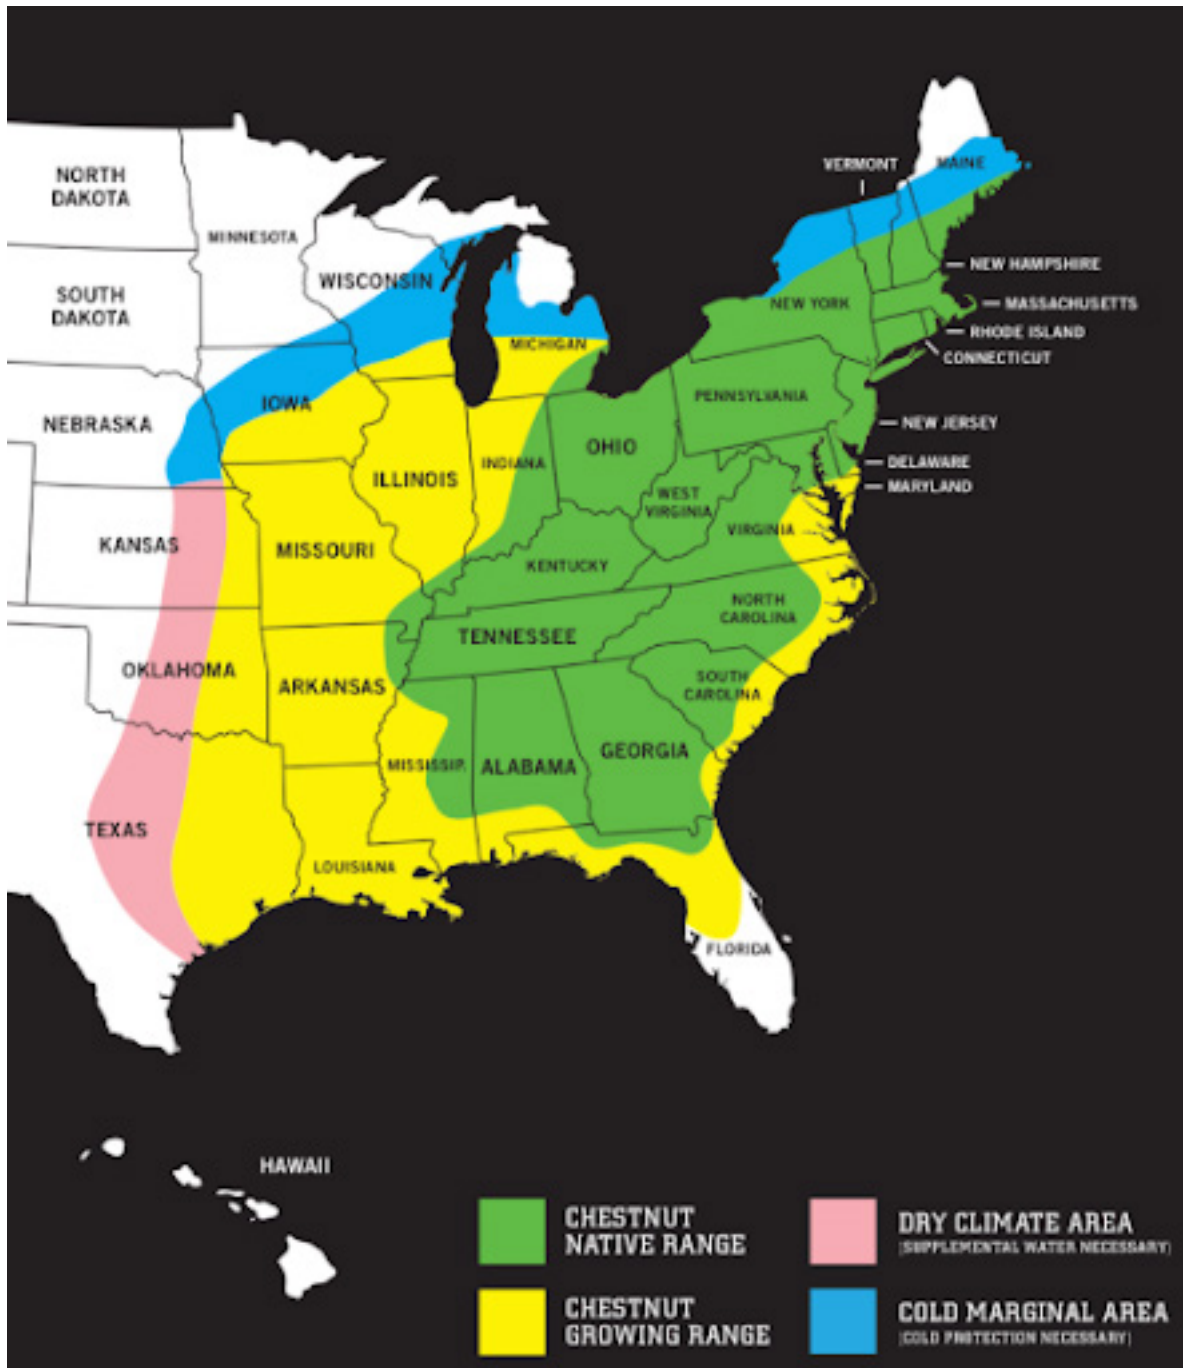 VERMONT
MAINE
NORTH
DAKOTA
MINNESOTA
WISCONSIN
NEW HAMPSHIRE
SOUTH
DAKOTA
NEW YORK
MASSACHUSETTS
RHODE ISLAND
MICHIGAN
CONNECTICUT
IOWA
PENNSYLVANIA
NEBRASKA
NEW JERSEY
OHIO
INDIANA
DELAWARE
ILLINOIS
MARYLAND
WEST
VIRGINIA
VIRGINIA
KANSAS
MISSOURI
KENTUCKY
NORTH
CAROLINA
TENNESSEE
OKLAHOMA
ARKANSAS
SOUTH
CAROLINA
GEORGIA
MISSISSIP.
ALABAMA
TEXAS
LOUISIANA
FLORIDA
HAWAII
CHESTNUT
NATIVE RANGE
DRY CLIMATE AREA
(SUPPLEMENTAL WATER NECESSARY)
CHESTNUT
GROWING RANGE
COLD MARGINAL AREA
(COLD PROTECTION NECESSARY)